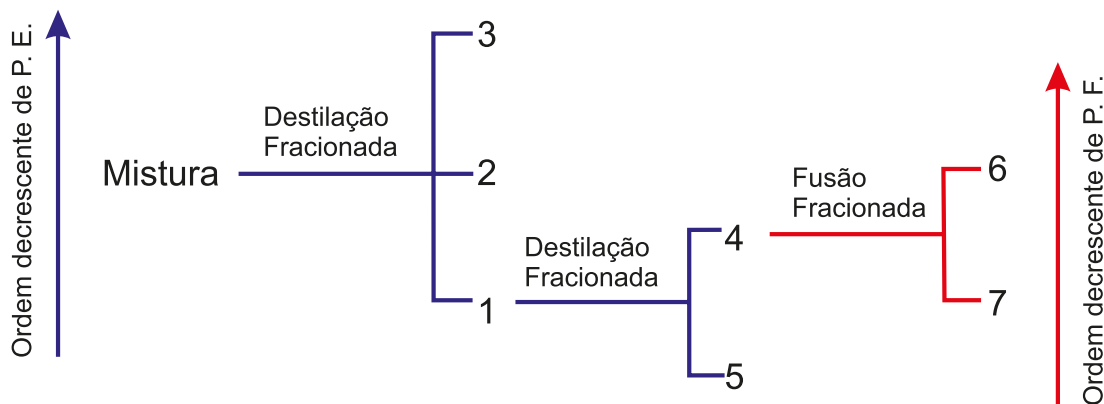 Ordem decrescente de P. E.
Mistura
Destilação
Fracionada
3
2
1
Destilação
Fracionada
4
5
Fusão
Fracionada
6
7
Ordem decrescente de P. F.